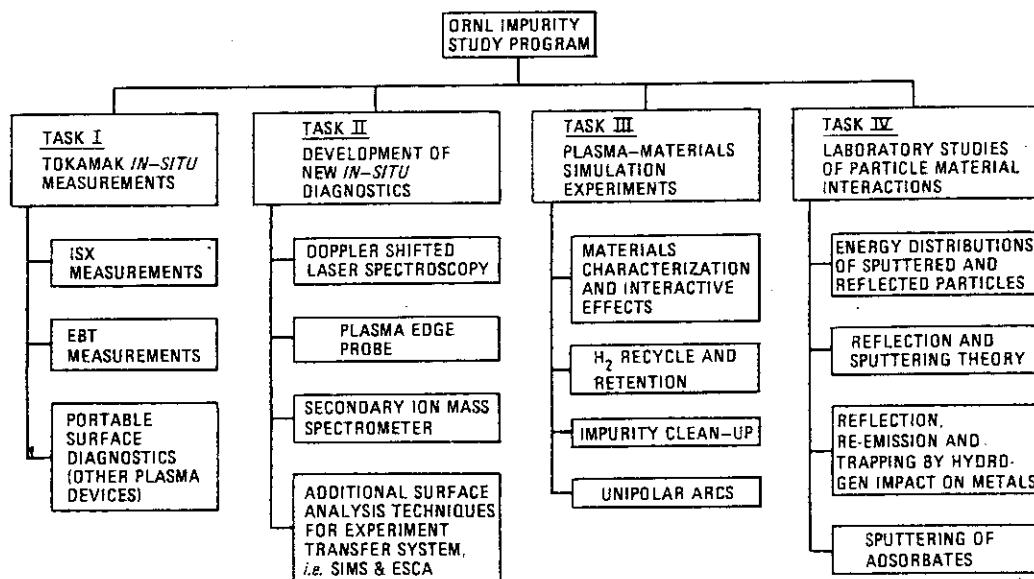 ORNL IMPURITY
STUDY PROGRAM
TASK I
TOKAMAK IN-SITU
MEASUREMENTS
ISX
MEASUREMENTS
EBT
MEASUREMENTS
PORTABLE
SURFACE
DIAGNOSTICS
(OTHER PLASMA
DEVICES)
TASK II
DEVELOPMENT OF
NEW IN-SITU
DIAGNOSTICS
DOPPLER SHIFTED
LASER SPECTROSCOPY
PLASMA EDGE
PROBE
SECONDARY ION MASS
SPECTROMETER
ADDITIONAL SURFACE
ANALYSIS TECHNIQUES
FOR EXPERIMENT
TRANSFER SYSTEM,
i.e. SIMS & ESCA
TASK III
PLASMA-MATERIALS
SIMULATION
EXPERIMENTS
MATERIALS
CHARACTERIZATION
AND INTERACTIVE
EFFECTS
H₂ RECYCLE AND
RETENTION
IMPURITY CLEAN-UP
UNIPOLAR ARCS
TASK IV
LABORATORY STUDIES
OF PARTICLE MATERIAL
INTERACTIONS
ENERGY DISTRIBUTIONS
OF SPUTTERED AND
REFLECTED PARTICLES
REFLECTION AND
SPUTTERING THEORY
REFLECTION,
RE-EMISSION AND
TRAPPING BY HYDRO-
GEN IMPACT ON METALS
SPUTTERING OF
ADSORBATES